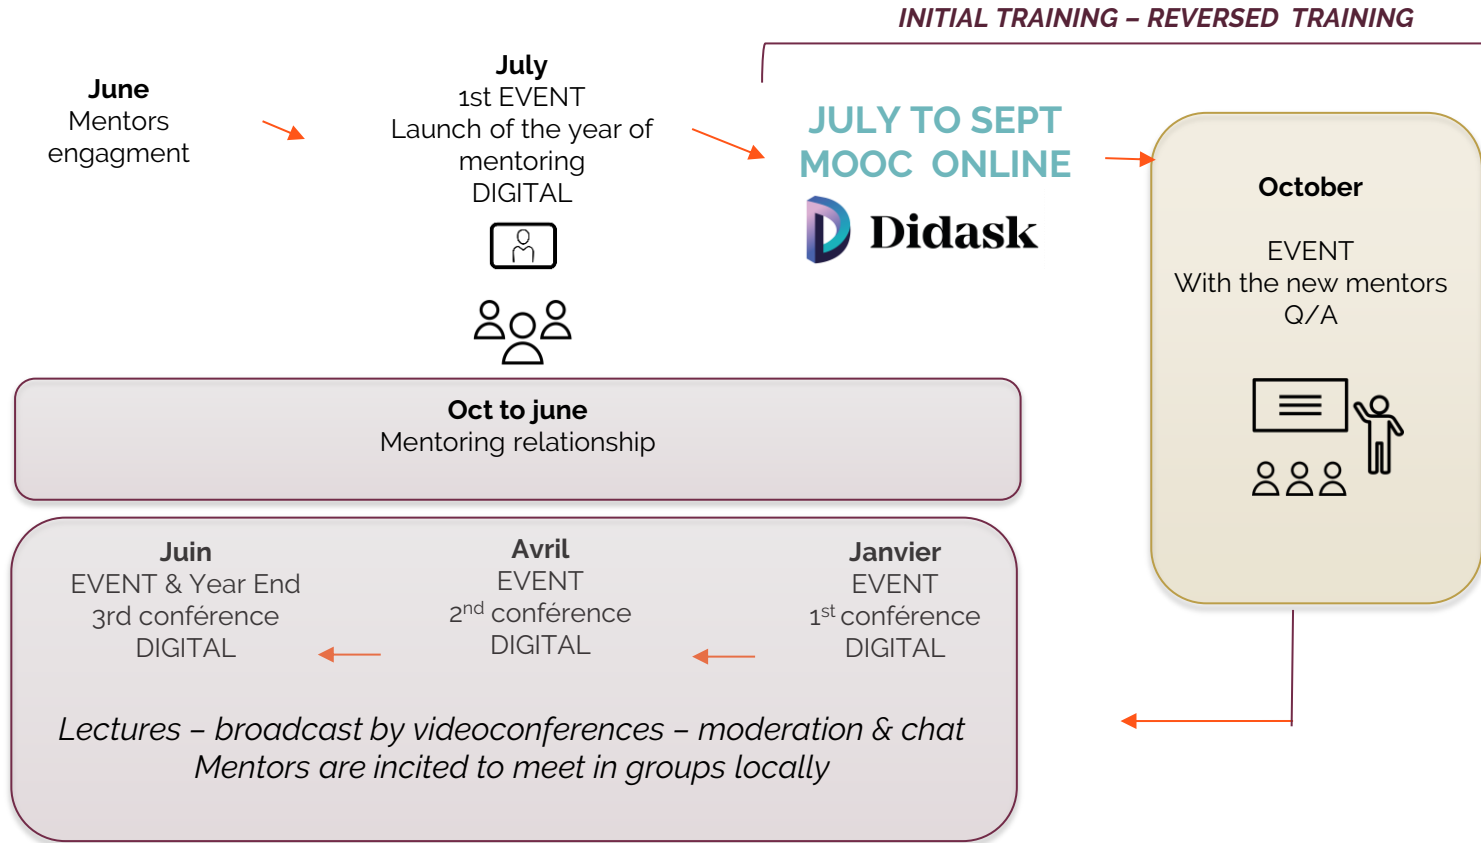 INITIAL TRAINING – REVERSED TRAINING
June
Mentors
engagment
July
1st EVENT
Launch of the year of
mentoring
DIGITAL
JULY TO SEPT
MOOC ONLINE
Didask
October
EVENT
With the new mentors
Q/A
Oct to june
Mentoring relationship
Janvier
EVENT
1st conférence
DIGITAL
Avril
EVENT
2nd conférence
DIGITAL
Juin
EVENT & Year End
3rd conférence
DIGITAL
Lectures – broadcast by videoconferences – moderation & chat
Mentors are incited to meet in groups locally